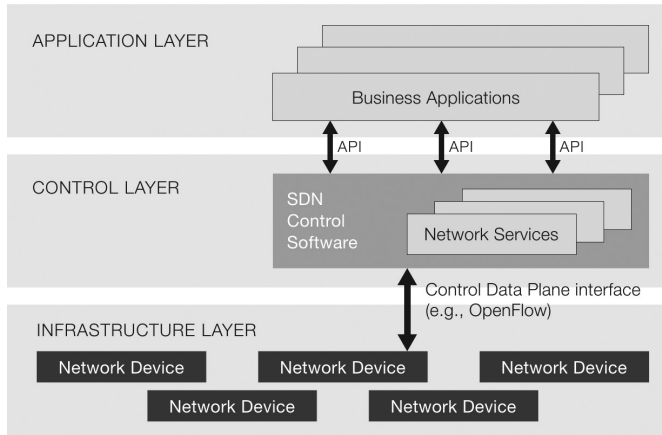 APPLICATION LAYER
Business Applications
API
API
API
CONTROL LAYER
SDN
Control
Software
Network Services
Control Data Plane interface
(e.g., OpenFlow)
INFRASTRUCTURE LAYER
Network Device
Network Device
Network Device
Network Device
Network Device